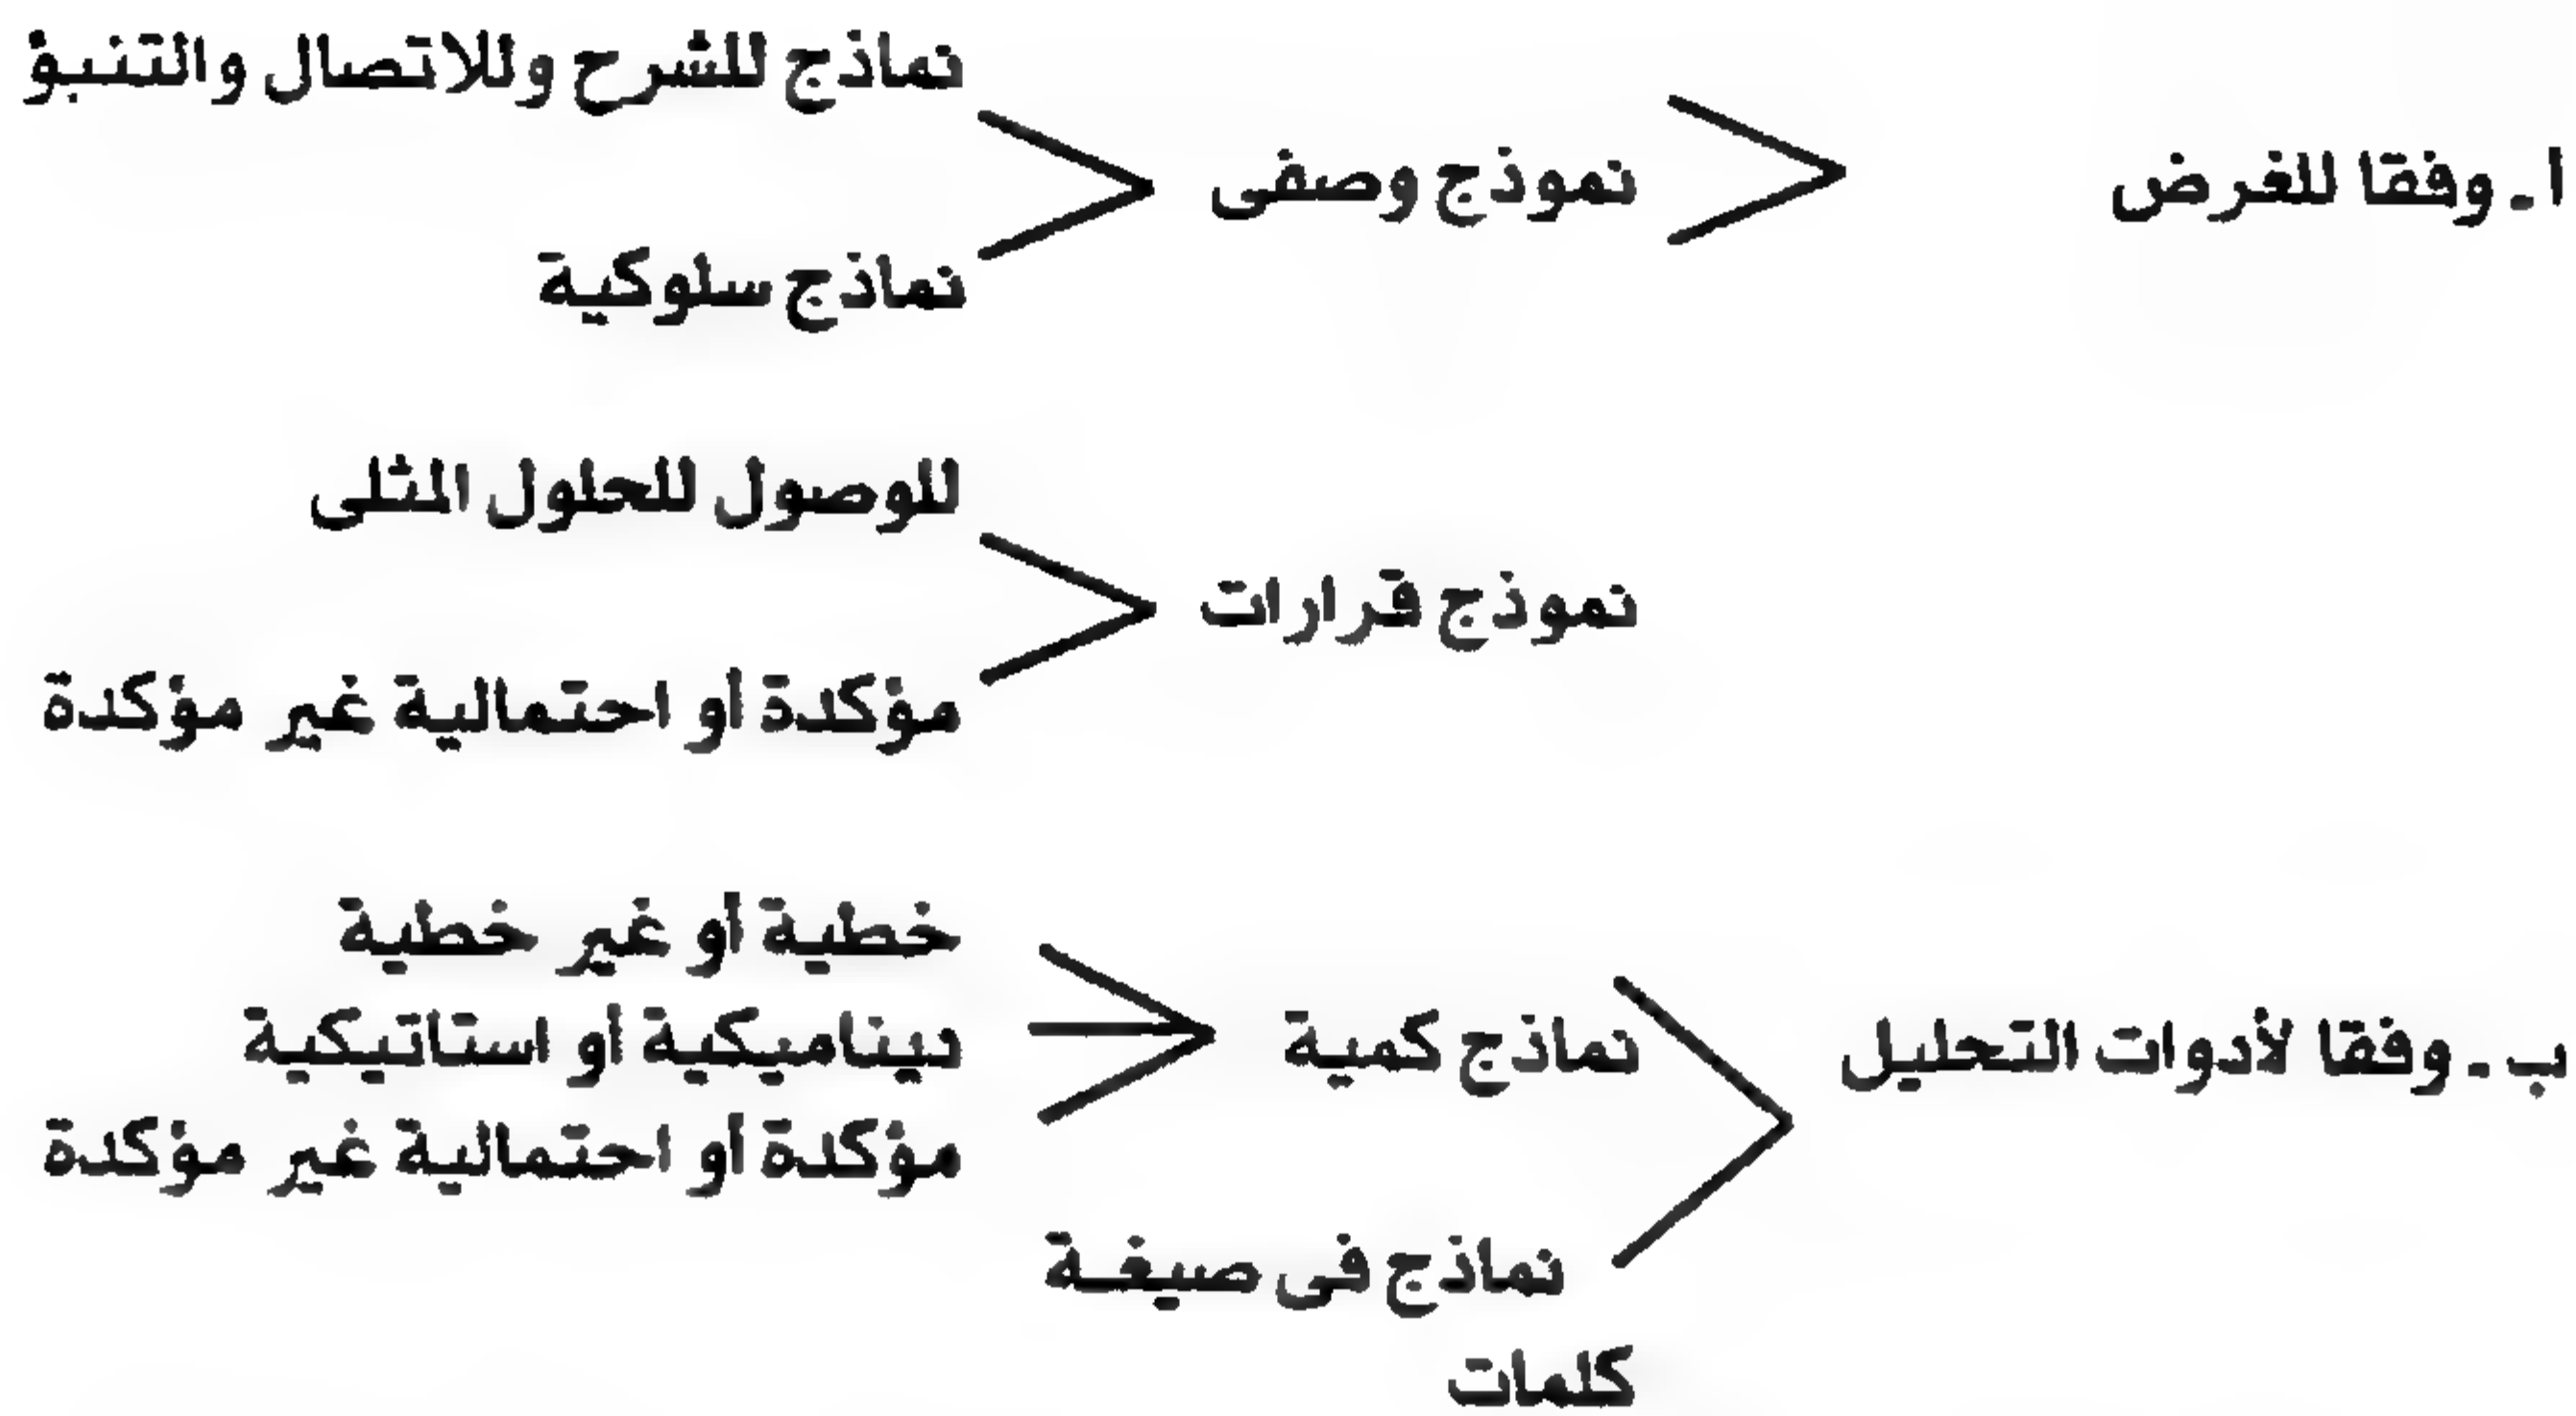 نماذج للشرح وللاتصال والتنبؤ
ا ـ وفقا للغرض
نموذج وصفى
نماذج سلوكية
للوصول للحلول المثلى
نموذج قرارات
مؤكدة أو احتمالية غير مؤكدة
خطية أو غير خطية
ب ـ وفقا لأدوات التحليل
نماذج كمية
ديناميكية أو استاتيكية
مؤكدة أو احتمالية غير مؤكدة
نماذج فى صيغة
كلمات